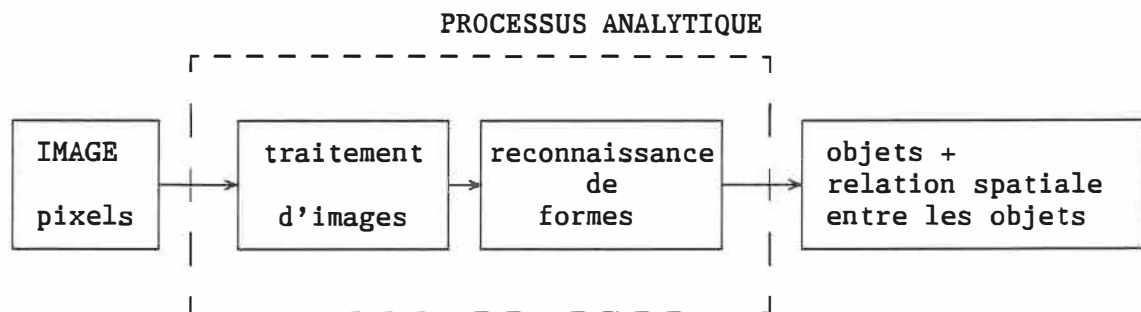 PROCESSUS ANALYTIQUE
IMAGE
pixels
traitement
d'images
reconnaissance
de
formes
objets +
relation spatiale
entre les objets